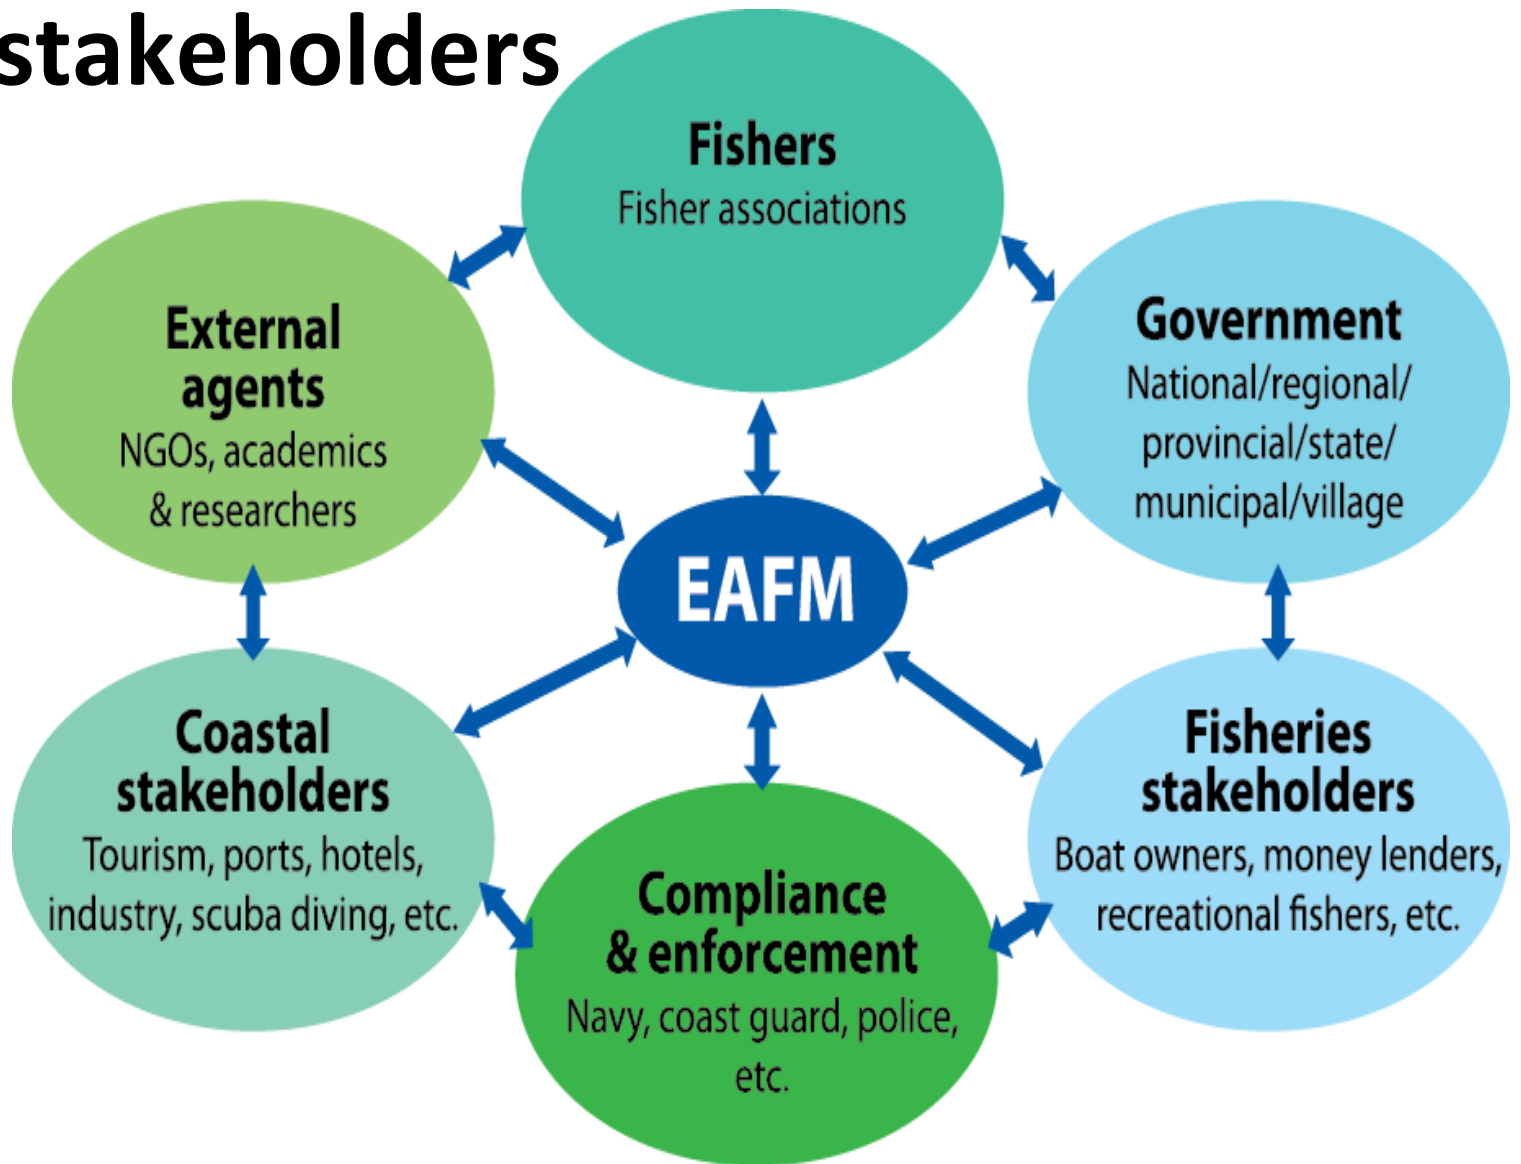 stakeholders
Fishers
Fisher associations
External
agents
NGOs, academics
& researchers
Government
National/regional/
provincial/state/
municipal/village
EAFM
Coastal
stakeholders
Tourism, ports, hotels,
industry, scuba diving, etc.
Fisheries
stakeholders
Boat owners, money lenders,
recreational fishers, etc.
Compliance
& enforcement
Navy, coast guard, police,
etc.